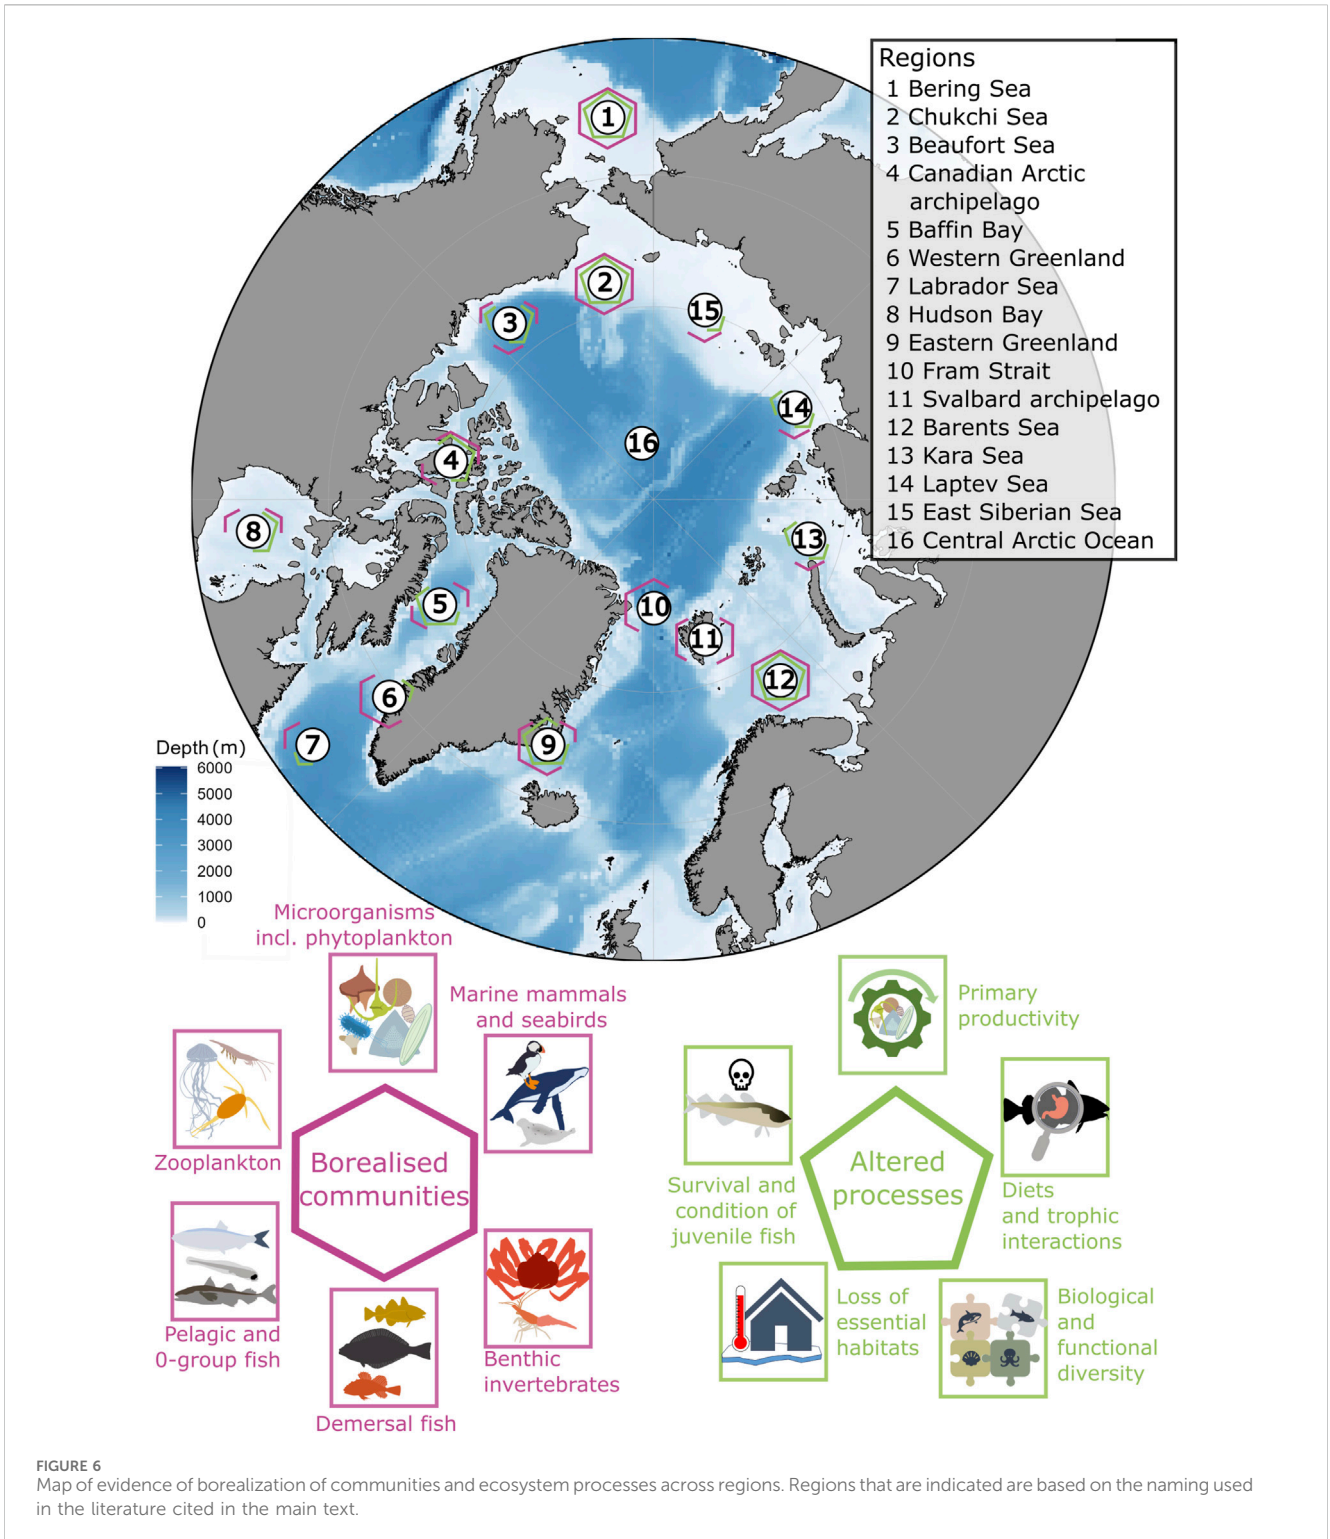 Regions
1 Bering Sea
2 Chukchi Sea
3 Beaufort Sea
4 Canadian Arctic
archipelago
5 Baffin Bay
6 Western Greenland
7 Labrador Sea
8 Hudson Bay
9 Eastern Greenland
10 Fram Strait
11 Svalbard archipelago
12 Barents Sea
13 Kara Sea
14 Laptev Sea
15 East Siberian Sea
16 Central Arctic Ocean
1
2
3
15
14
4
16
8
13
5
10
11
12
6
7
9
Depth (m)
6000
5000
4000
3000
2000
1000
0
Microorganisms
incl. phytoplankton
Marine mammals
and seabirds
Zooplankton
Borealised
communities
Pelagic and
0-group fish
Benthic
invertebrates
Demersal fish
Primary
productivity
Survival and
condition of
juvenile fish
Altered
processes
Diets
and trophic
interactions
Loss of
essential
habitats
Biological
and
functional
diversity
FIGURE 6
Map of evidence of borealization of communities and ecosystem processes across regions. Regions that are indicated are based on the naming used
in the literature cited in the main text.